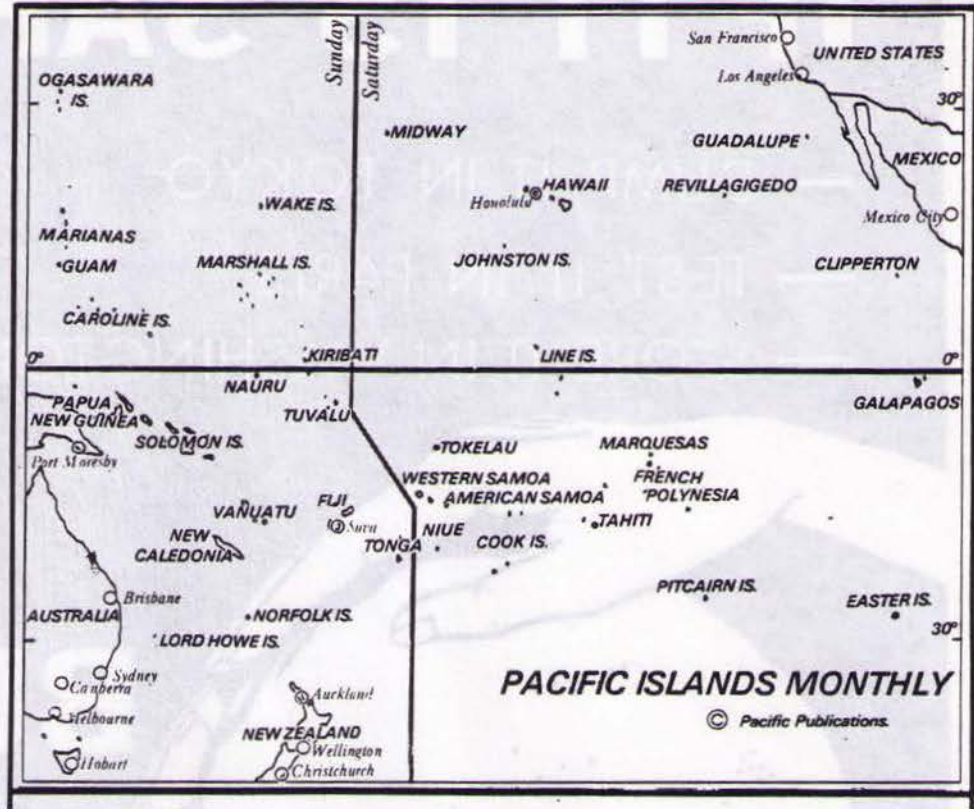 Sunday
Saturday
San Francisco
UNITED STATES
Los Angeles
OGASAWARA
IS.
30°
MIDWAY
GUADALUPE
MEXICO
HAWAII
Honolulu
REVILLAGIGEDO
WAKE IS.
Mexico City
MARIANAS
GUAM
MARSHALL IS.
JOHNSTON IS.
CLIPPERTON
CAROLINE IS.
0°
KIRIBATI
LINE IS.
0°
NAURU
PAPUA
NEW GUINEA
TUVALU
GALAPAGOS
SOLOMON IS.
Port Moresby
TOKELAU
MARQUESAS
WESTERN SAMOA
FRENCH
POLYNESIA
AMERICAN SAMOA
VANUATU
FIJI
Suva
NIUE
TAHITI
NEW
CALEDONIA
TONGA
COOK IS.
PITCAIRN IS.
EASTER IS.
Brisbane
AUSTRALIA
NORFOLK IS.
LORD HOWE IS.
30°
Sydney
Canberra
Melbourne
Hobart
Auckland
NEW ZEALAND
Wellington
Christchurch
PACIFIC ISLANDS MONTHLY
© Pacific Publications.